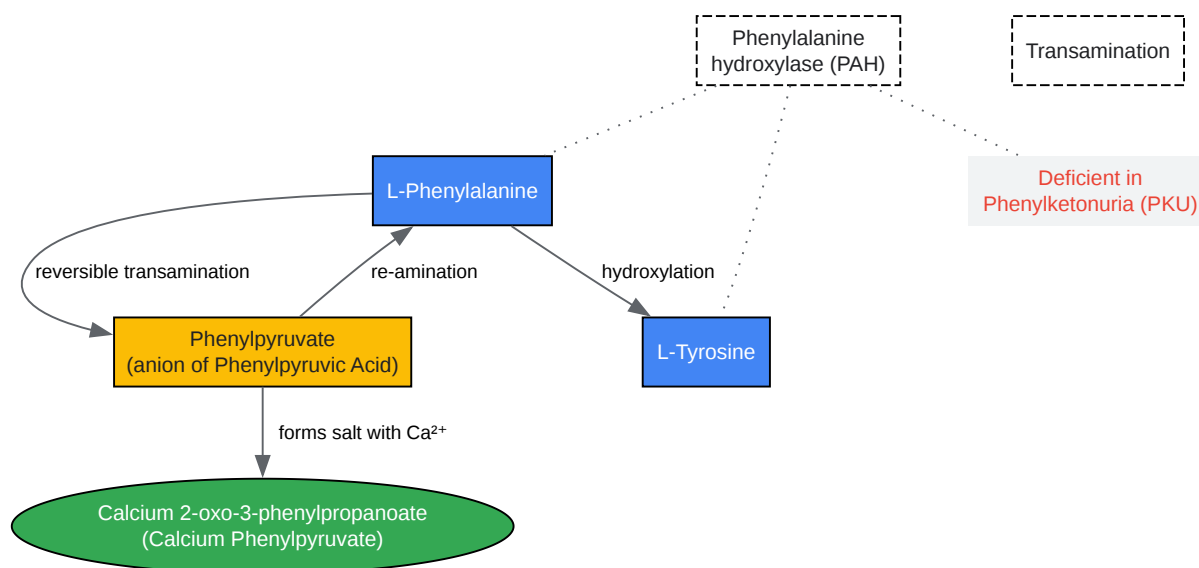 Phenylalanine
hydroxylase (PAH)
Transamination
L-Phenylalanine
Deficient in
Phenylketonuria (PKU)
reversible transamination
re-amination
hydroxylation
Phenylpyruvate
(anion of Phenylpyruvic Acid)
L-Tyrosine
forms salt with Ca²⁺
Calcium 2-oxo-3-phenylpropanoate
(Calcium Phenylpyruvate)